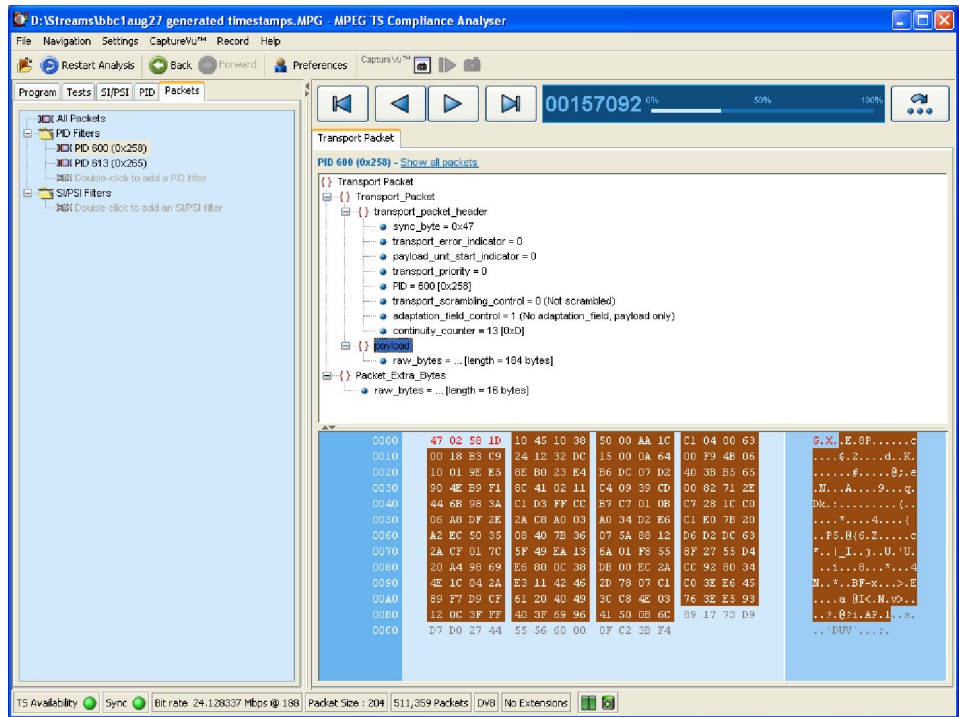 D:\Streams\bbc1aug27 generated timestamps.MPG - MPEG TS Compliance Analyser
File Navigation Settings CaptureVu™ Record Help
Restart Analysis Back Forward Preferences CaptureVu™
Program Tests SI/PSI PID Packets
All Packets
PID Filters
PID 600 (0x258)
PID 613 (0x265)
Double-click to add a PID filter
SI/PSI Filters
Double click to add an SI/PSI filter
00157092 0% 50% 100%
Transport Packet
PID 600 (0x258) - Show all packets
{} Transport Packet
{} Transport_Packet
{} transport_packet_header
sync_byte = 0x47
transport_error_indicator = 0
payload_unit_start_indicator = 0
transport_priority = 0
PID = 600 [0x258]
transport_scrambling_control = 0 (Not scrambled)
adaptation_field_control = 1 (No adaptation_field, payload only)
continuity_counter = 13 [0xD]
{} payload
raw_bytes = ... [length = 184 bytes]
{} Packet_Extra_Bytes
raw_bytes = ... [length = 16 bytes]
0000 47 02 58 1D 10 45 10 38 50 00 AA 1C C1 04 00 63 G.X..E.8P......c
0010 00 18 B3 C9 24 12 32 DC 15 00 0A 64 00 F9 4B 06 ....$.2....d..K.
0020 10 01 9E E5 8E B0 23 E4 B6 DC 07 D2 40 3B B5 65 ......#.....@;.e
0030 90 4E B9 F1 8C 41 02 11 C4 09 39 CD 00 82 71 2E .N...A....9...q.
0040 44 6B 98 3A C1 D3 FF CC B7 C7 01 0B C7 28 1C C0 Dk.:.........(..
0050 06 A8 DF 2E 2A C8 A0 03 A0 34 D2 E6 C1 E0 7B 20 ....*....4....{
0060 A2 EC 50 35 08 40 7B 36 07 5A 88 12 D6 D2 DC 63 ..P5.@{6.Z.....c
0070 2A CF 01 7C 5F 49 EA 13 6A 01 F8 55 8F 27 55 D4 *..|_I..j..U.'U.
0080 20 A4 98 69 E6 80 0C 38 DB 00 EC 2A CC 92 80 34 ...i...8...*...4
0090 4E 1C 04 2A E3 11 42 46 2D 78 07 C1 C0 3E E6 45 N..*..BF-x...>.E
00A0 89 F7 D9 CF 61 20 40 49 3C C8 4E 03 76 3E E5 93 ....a @I<.N.v>..
00B0 12 0C 3F FF 40 3F 69 96 41 50 0B 6C 89 17 73 D9 ..?.@?i.AP.l..s.
00C0 D7 D0 27 44 55 56 60 00 0F C2 3B F4 ..'DUV`...;.
TS Availability Sync Bit rate 24.128337 Mbps @ 188 Packet Size : 204 511,359 Packets DVB No Extensions